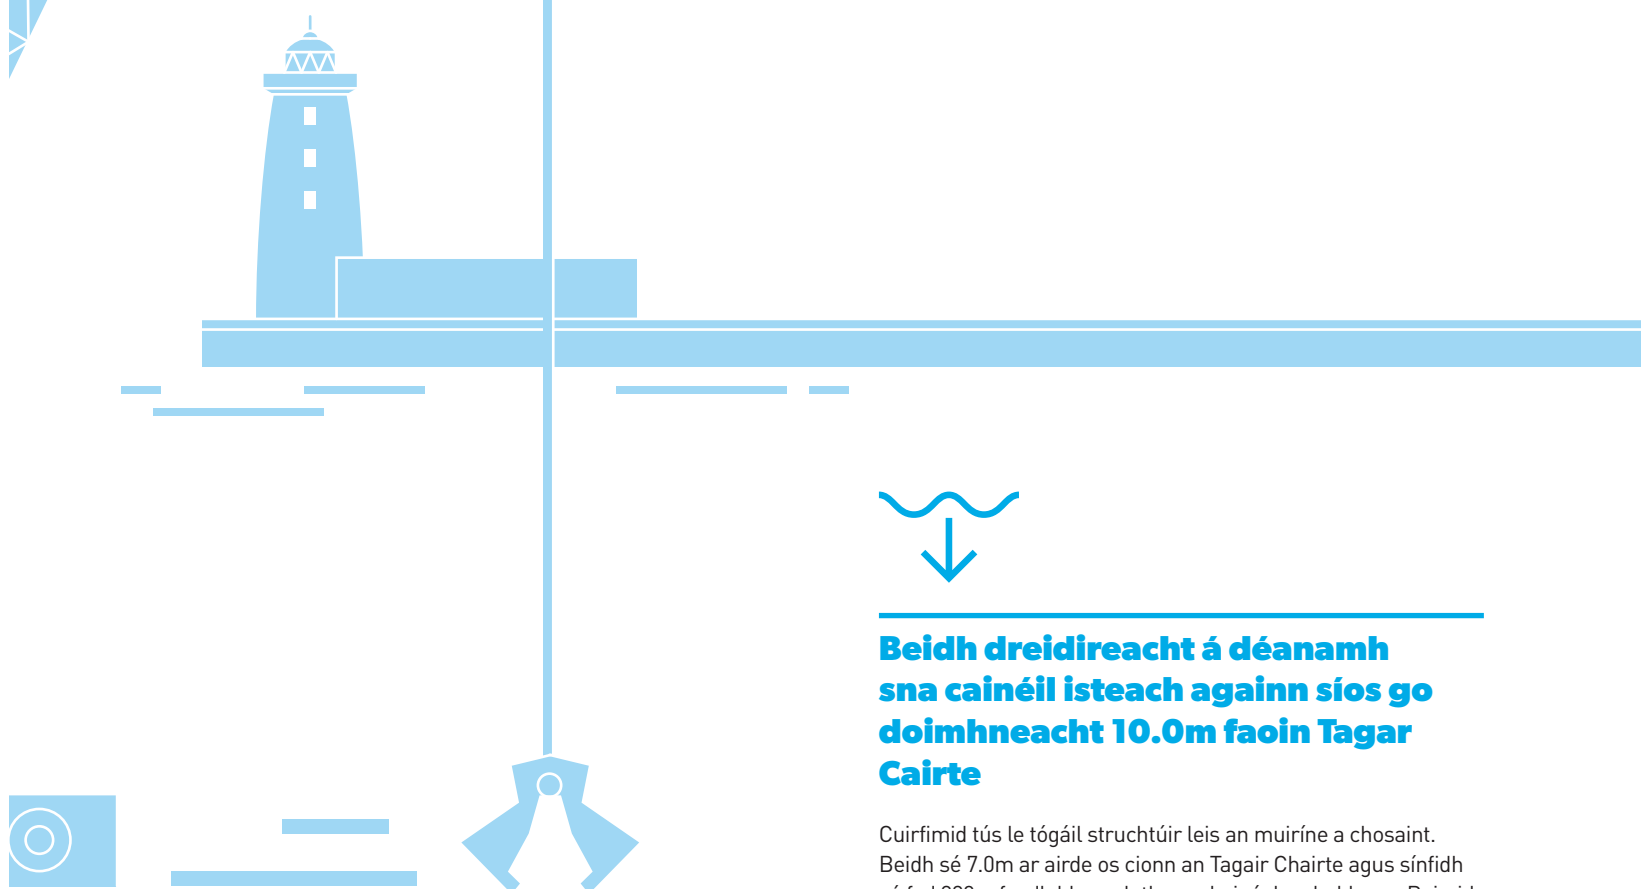 Beidh dreidireacht á déanamh
sna cainéil isteach againn síos go
doimhneacht 10.0m faoin Tagar
Cairte
Cuirfimid tús le tógáil struchtúir leis an muiríne a chosaint.
Beidh sé 7.0m ar airde os cionn an Tagair Chairte agus sínfidh